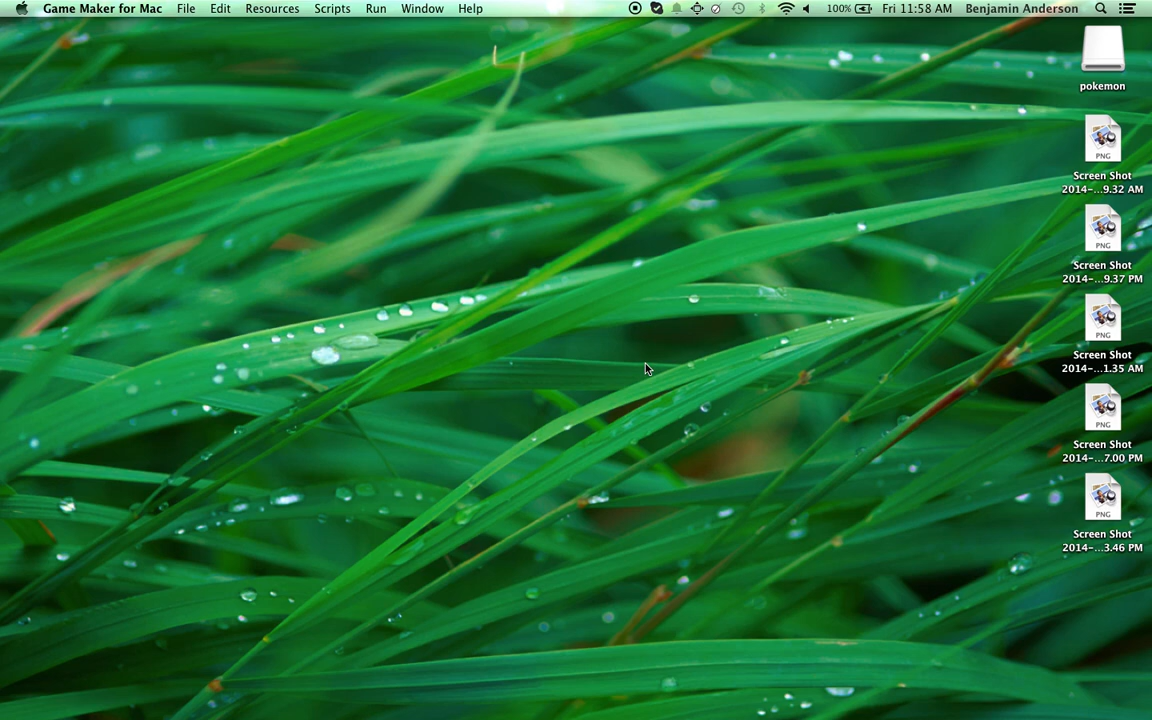 Game Maker for Mac File Edit Resources Scripts Run Window Help 100% Fri 11:58 AM Benjamin Anderson
pokemon
PNG
Screen Shot
2014-...9.32 AM
PNG
Screen Shot
2014-...9.37 PM
PNG
Screen Shot
2014-...1.35 AM
PNG
Screen Shot
2014-...7.00 PM
PNG
Screen Shot
2014-...3.46 PM